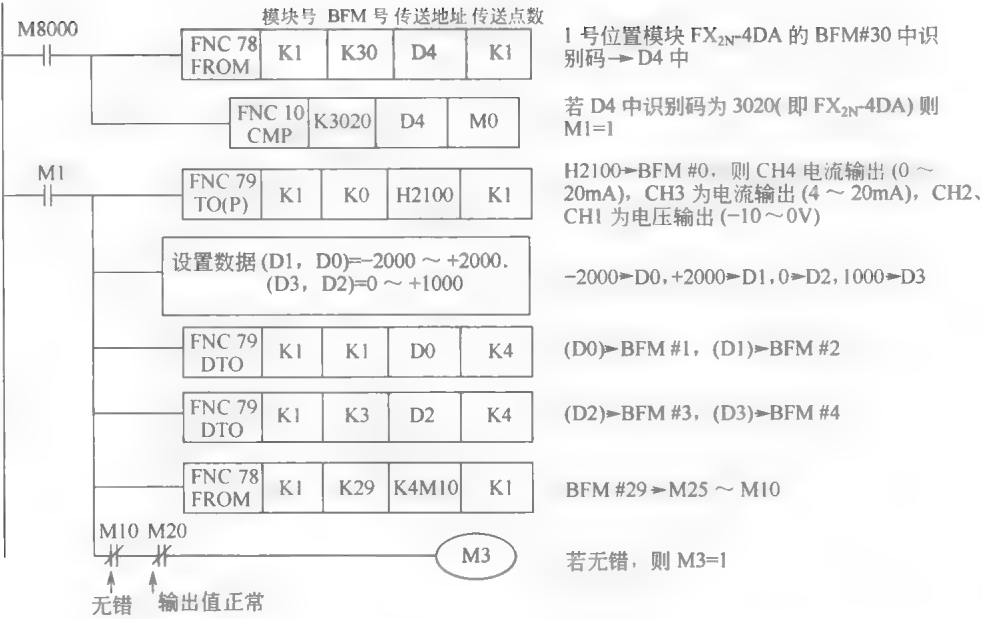 模块号 BFM 号 传送地址 传送点数
M8000
FNC 78
FROM
K1
K30
D4
K1
1 号位置模块 FX2N-4DA 的 BFM#30 中识
别码→D4 中
FNC 10
CMP
K3020
D4
M0
若 D4 中识别码为 3020( 即 FX2N-4DA) 则
M1=1
M1
FNC 79
TO(P)
K1
K0
H2100
K1
H2100→BFM #0，则 CH4 电流输出 (0～
20mA)，CH3 为电流输出 (4～20mA)，CH2、
CH1 为电压输出 (−10～0V)
设置数据 (D1，D0)=−2000～+2000.
(D3，D2)=0～+1000
−2000→D0,+2000→D1,0→D2,1000→D3
FNC 79
DTO
K1
K1
D0
K4
(D0)→BFM #1，(D1)→BFM #2
FNC 79
DTO
K1
K3
D2
K4
(D2)→BFM #3，(D3)→BFM #4
FNC 78
FROM
K1
K29
K4M10
K1
BFM #29→M25～M10
M10 M20
M3
若无错，则 M3=1
无错
输出值正常